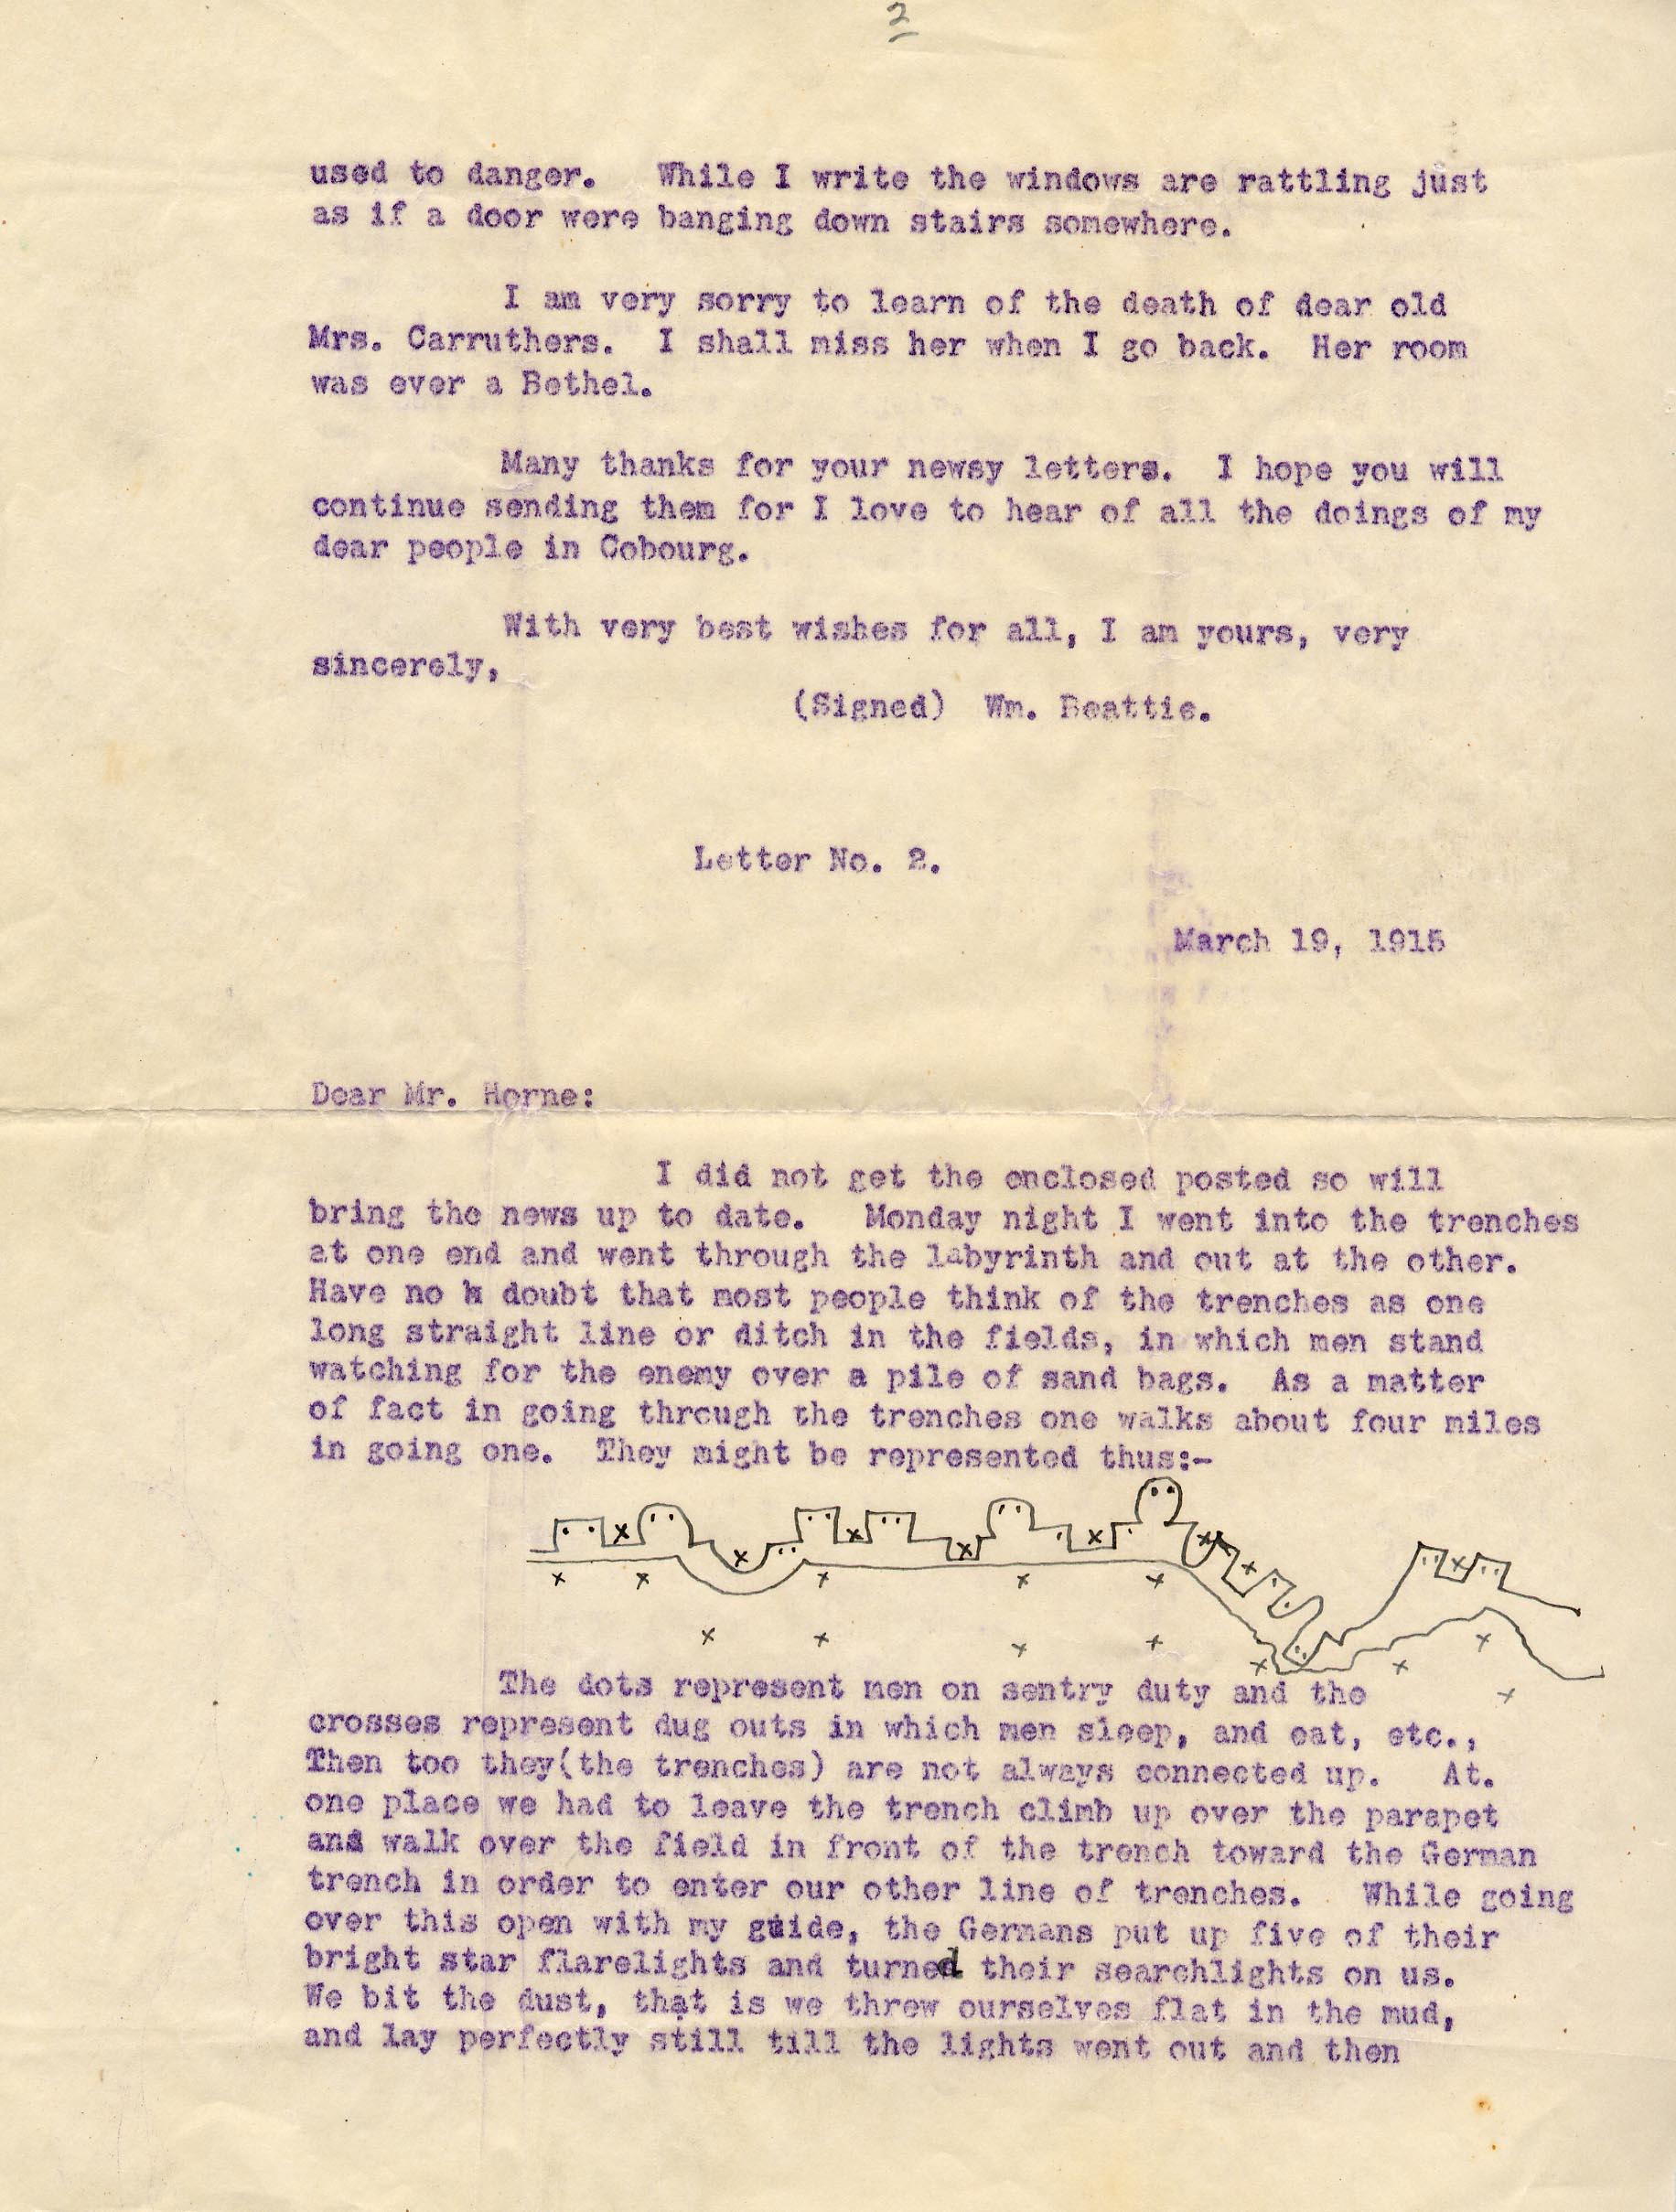 2
used to danger. While I write the windows are rattling just
as if a door were banging down stairs somewhere.
I am very sorry to learn of the death of dear old
Mrs. Carruthers. I shall miss her when I go back. Her room
was ever a Bethel.
Many thanks for your newsy letters. I hope you will
continue sending them for I love to hear of all the doings of my
dear people in Cobourg.
With very best wishes for all, I am yours, very
sincerely,
(Signed) Wm. Beattie.
Letter No. 2.
March 19, 1915
Dear Mr. Horne:
I did not get the enclosed posted so will
bring the news up to date. Monday night I went into the trenches
at one end and went through the labyrinth and out at the other.
Have no doubt that most people think of the trenches as one
long straight line or ditch in the fields, in which men stand
watching for the enemy over a pile of sand bags. As a matter
of fact in going through the trenches one walks about four miles
in going one. They might be represented thus:-
The dots represent men on sentry duty and the
crosses represent dug outs in which men sleep, and eat, etc.,
Then too they(the trenches) are not always connected up. At.
one place we had to leave the trench climb up over the parapet
and walk over the field in front of the trench toward the German
trench in order to enter our other line of trenches. While going
over this open with my guide, the Germans put up five of their
bright star flarelights and turned their searchlights on us.
We bit the dust, that is we threw ourselves flat in the mud,
and lay perfectly still till the lights went out and then